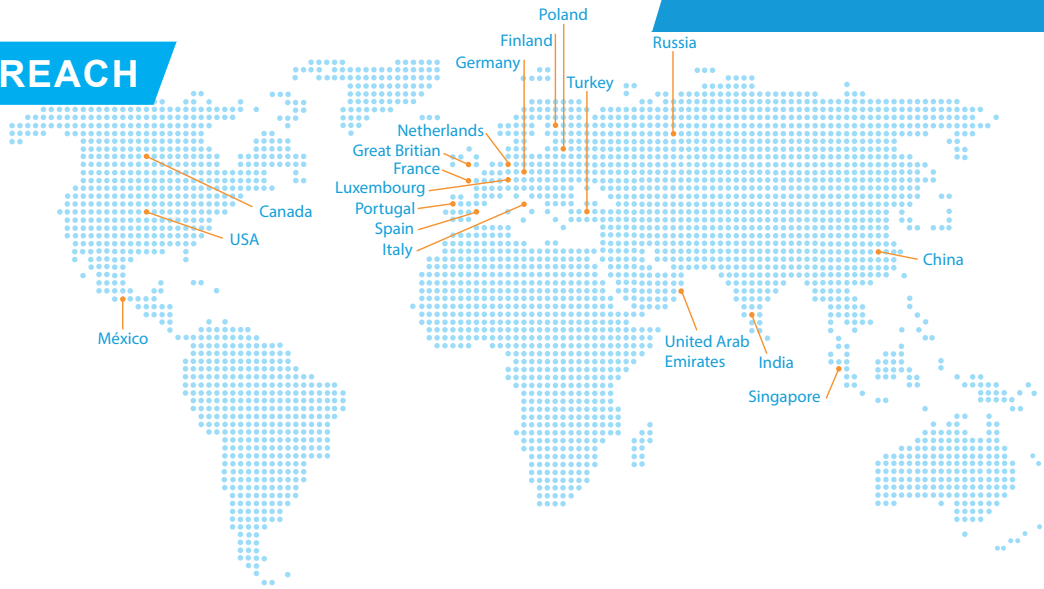 REACH
Poland
Finland
Russia
Germany
Turkey
Netherlands
Great Britian
France
Luxembourg
Portugal
Spain
Italy
Canada
USA
China
México
United Arab
Emirates
India
Singapore